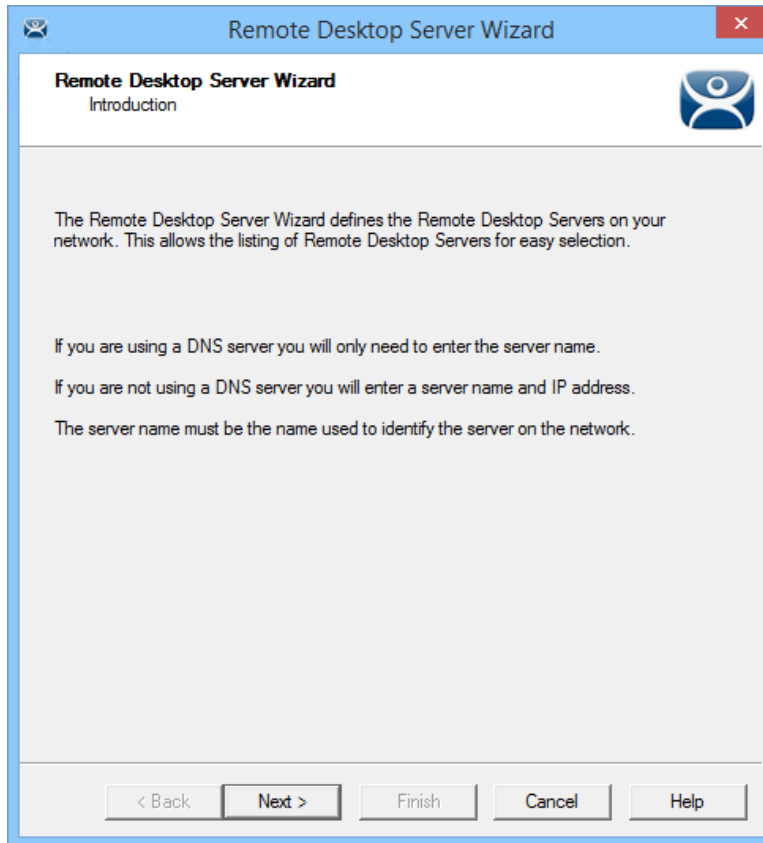 Remote Desktop Server Wizard
Remote Desktop Server Wizard
Introduction
The Remote Desktop Server Wizard defines the Remote Desktop Servers on your
network. This allows the listing of Remote Desktop Servers for easy selection.
If you are using a DNS server you will only need to enter the server name.
If you are not using a DNS server you will enter a server name and IP address.
The server name must be the name used to identify the server on the network.
< Back Next > Finish Cancel Help